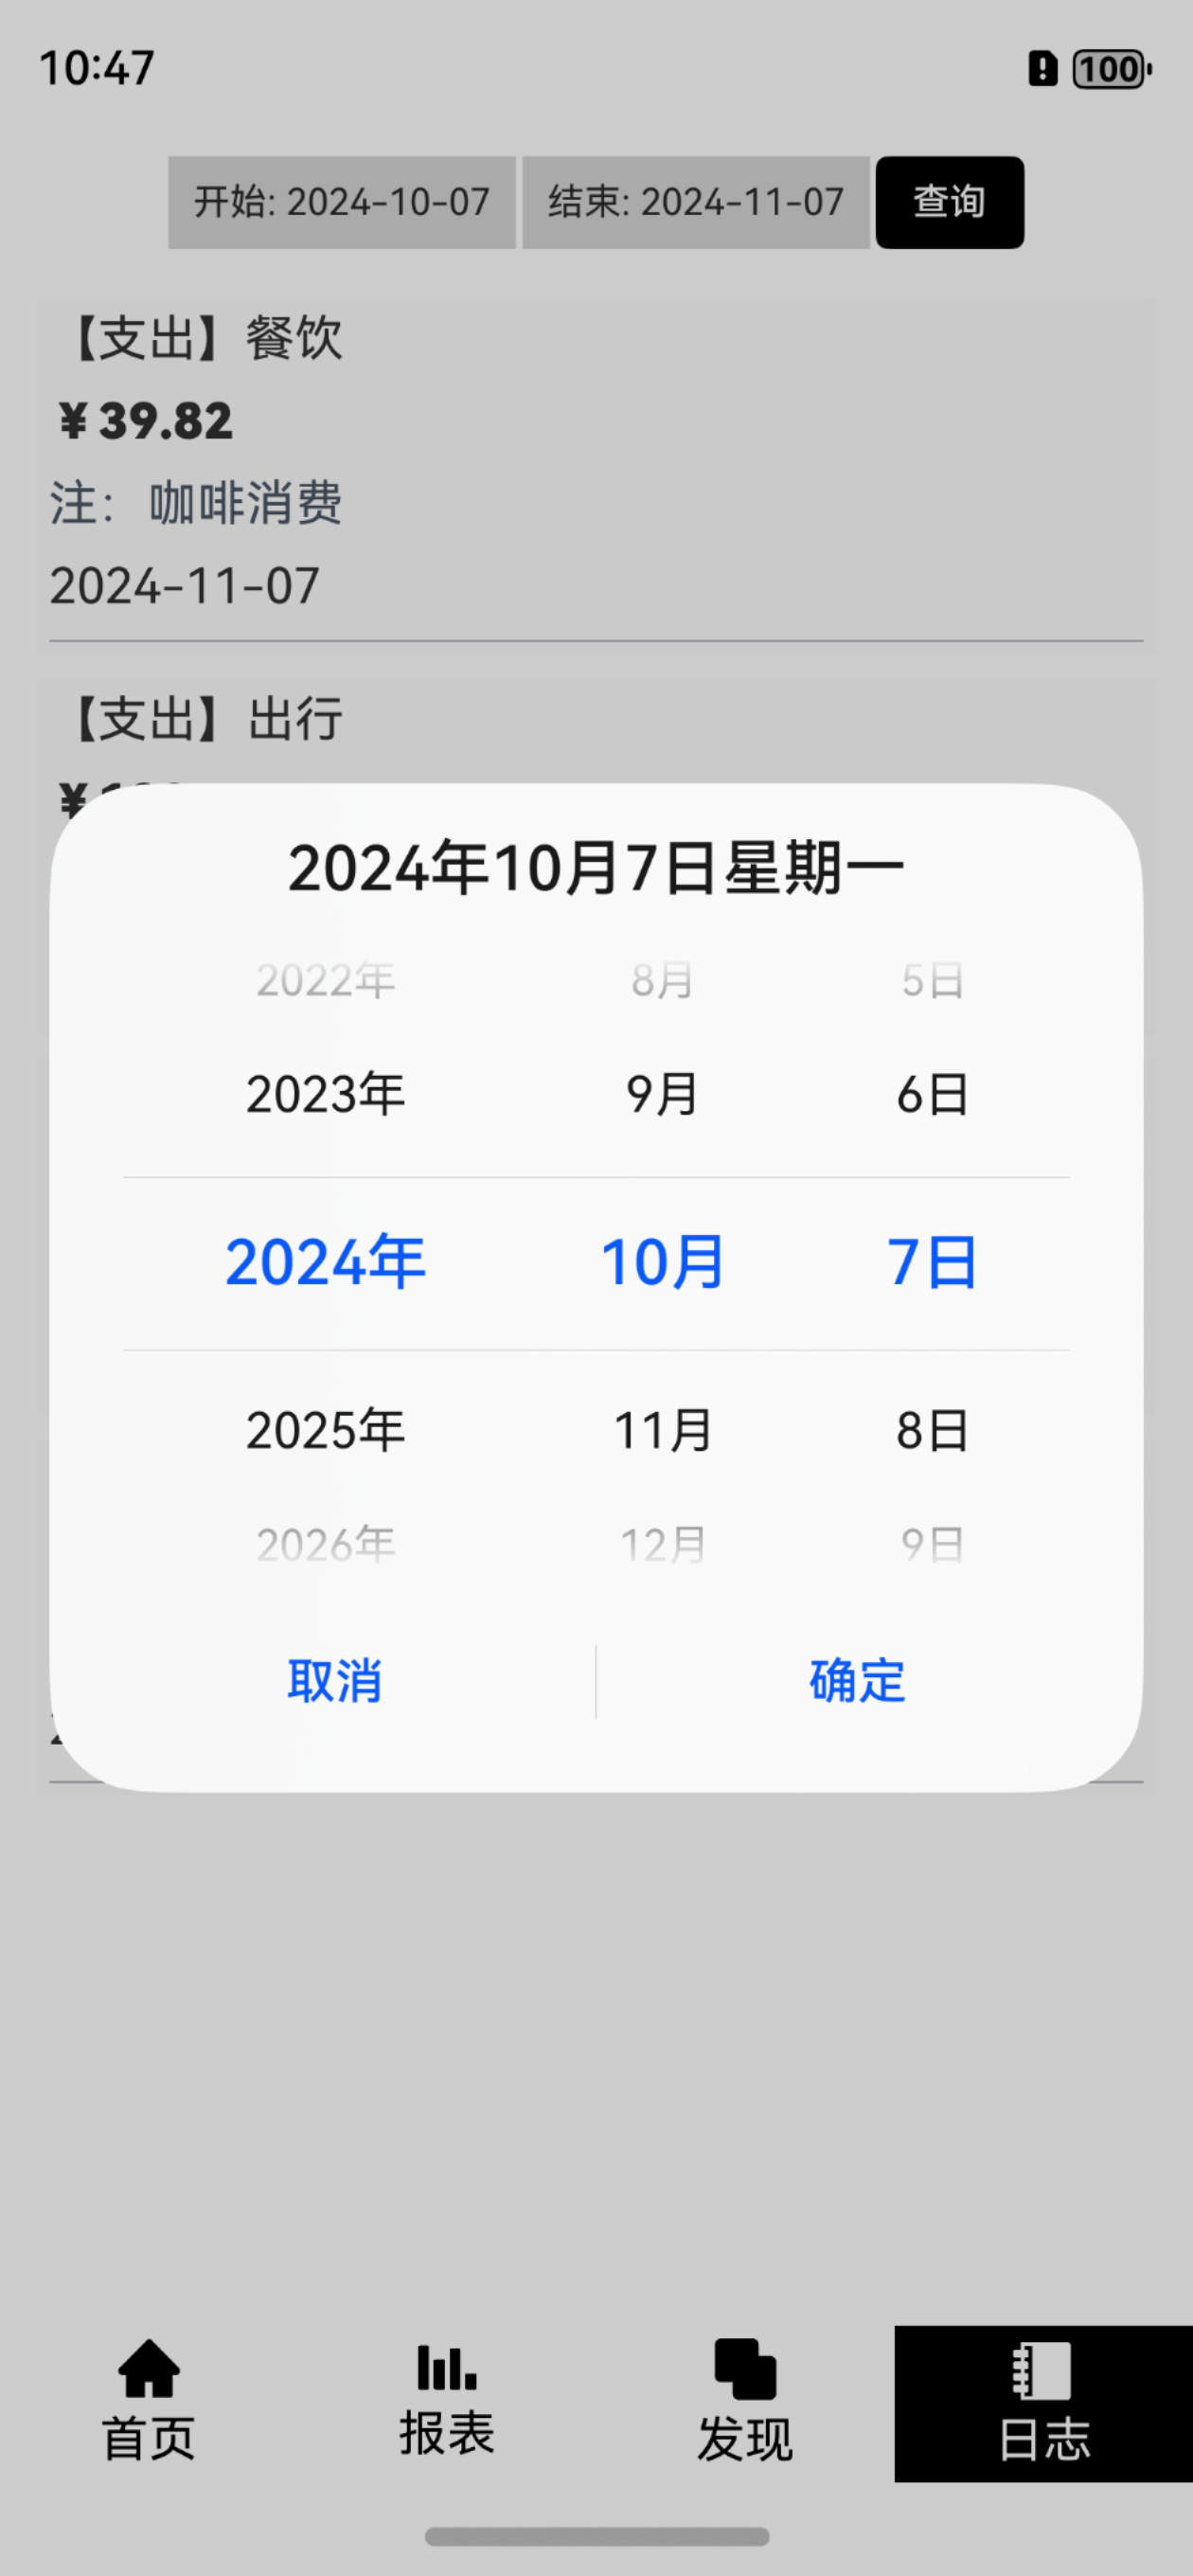 10:47
100
开始: 2024-10-07 结束: 2024-11-07 查询
【支出】餐饮
¥ 39.82
注： 咖啡消费
2024-11-07
【支出】出行
¥
2024年10月7日星期一
2022年 8月 5日
2023年 9月 6日
2024年 10月 7日
2025年 11月 8日
2026年 12月 9日
取消 确定
首页 报表 发现 日志